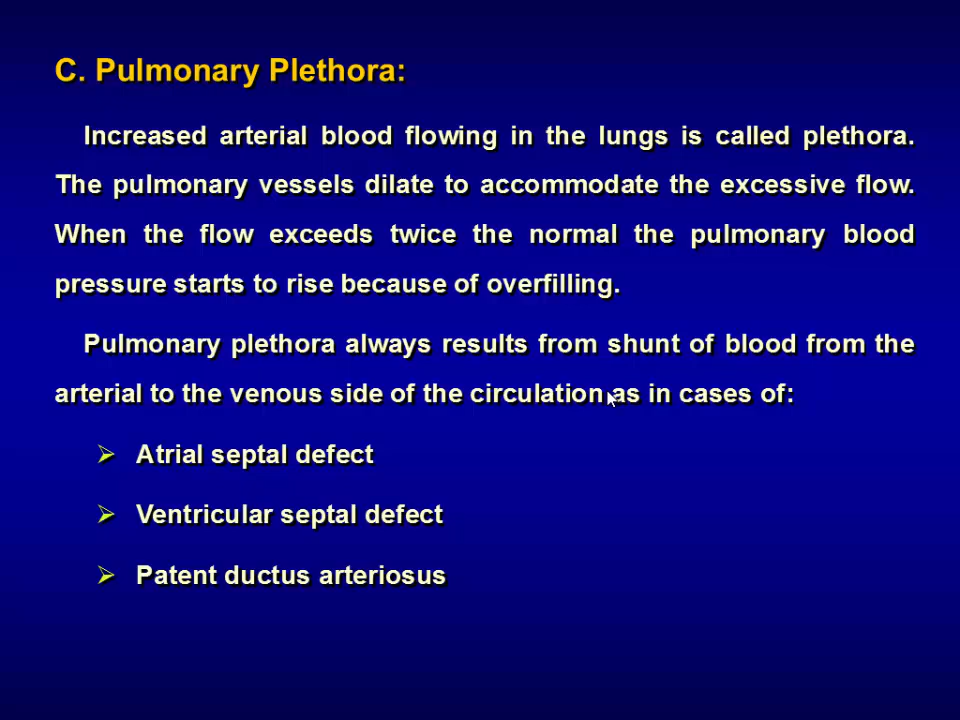 C. Pulmonary Plethora:
Increased arterial blood flowing in the lungs is called plethora.
The pulmonary vessels dilate to accommodate the excessive flow.
When the flow exceeds twice the normal the pulmonary blood
pressure starts to rise because of overfilling.
Pulmonary plethora always results from shunt of blood from the
arterial to the venous side of the circulation as in cases of:
Atrial septal defect
Ventricular septal defect
Patent ductus arteriosus